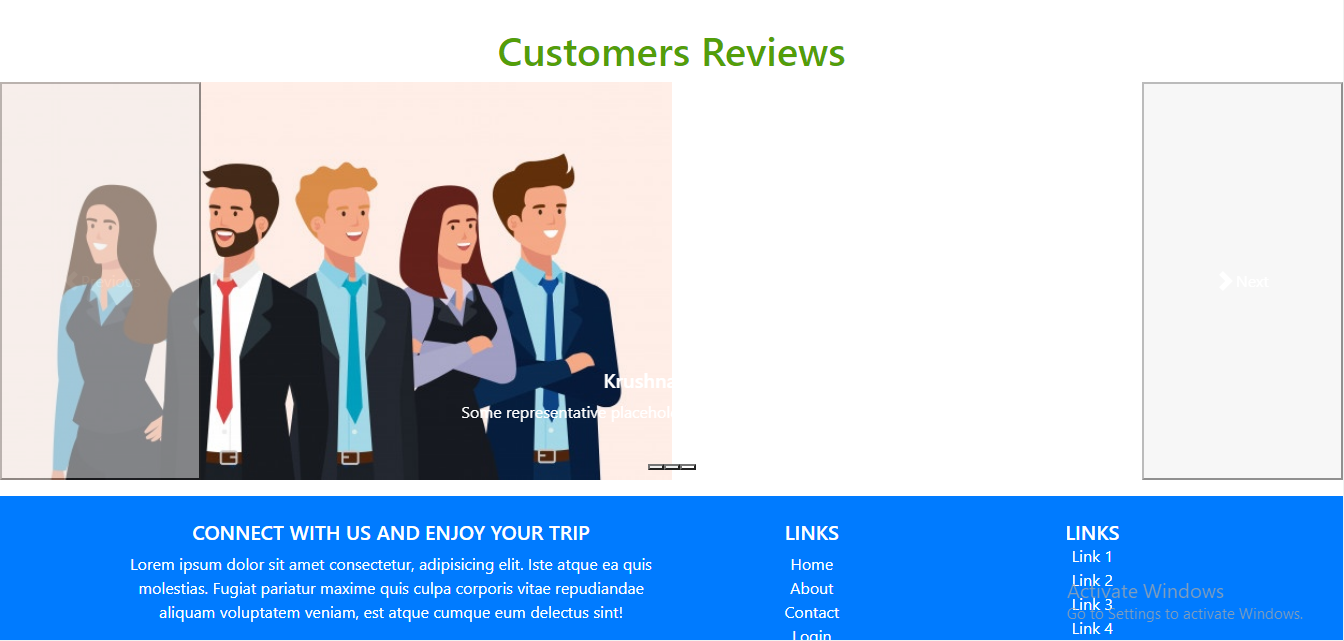 Customers Reviews
Previous
Next
Krushna
Some representative placehol
CONNECT WITH US AND ENJOY YOUR TRIP
Lorem ipsum dolor sit amet consectetur, adipisicing elit. Iste atque ea quis
molestias. Fugiat pariatur maxime quis culpa corporis vitae repudiandae
aliquam voluptatem veniam, est atque cumque eum delectus sint!
LINKS
Home
About
Contact
Login
LINKS
Link 1
Link 2
Link 3
Link 4
Activate Windows
Go to Settings to activate Windows.